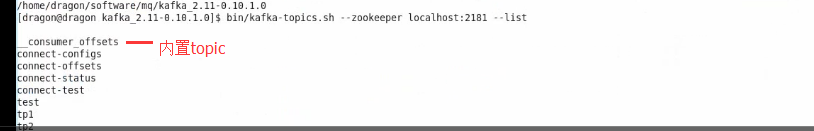 /home/dragon/software/mq/kafka_2.11-0.10.1.0
[dragon@dragon kafka_2.11-0.10.1.0]$ bin/kafka-topics.sh --zookeeper localhost:2181 --list
__consumer_offsets 内置topic
connect-configs
connect-offsets
connect-status
connect-test
test
tp1
tp2